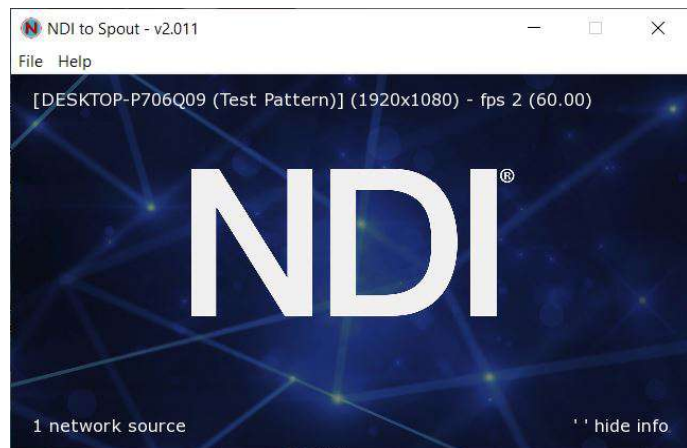 NDI to Spout - v2.011
File Help
[DESKTOP-P706Q09 (Test Pattern)] (1920x1080) - fps 2 (60.00)
NDI®
1 network source
' ' hide info